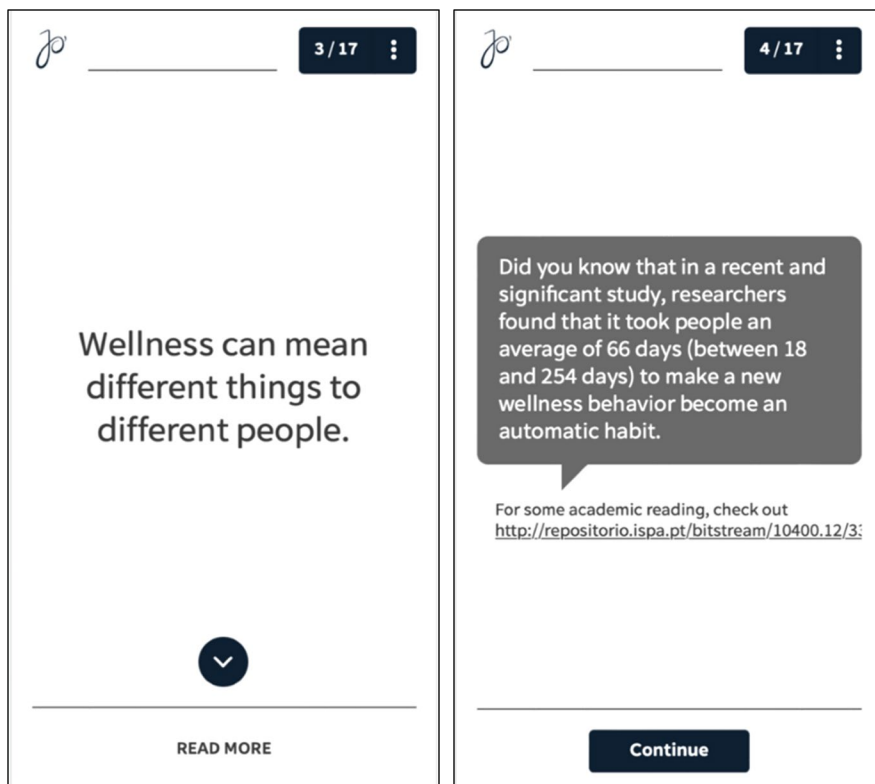 Jo'
3 / 17
Wellness can mean
different things to
different people.
READ MORE
Jo'
4 / 17
Did you know that in a recent and
significant study, researchers
found that it took people an
average of 66 days (between 18
and 254 days) to make a new
wellness behavior become an
automatic habit.
For some academic reading, check out
http://repositorio.ispa.pt/bitstream/10400.12/33
Continue